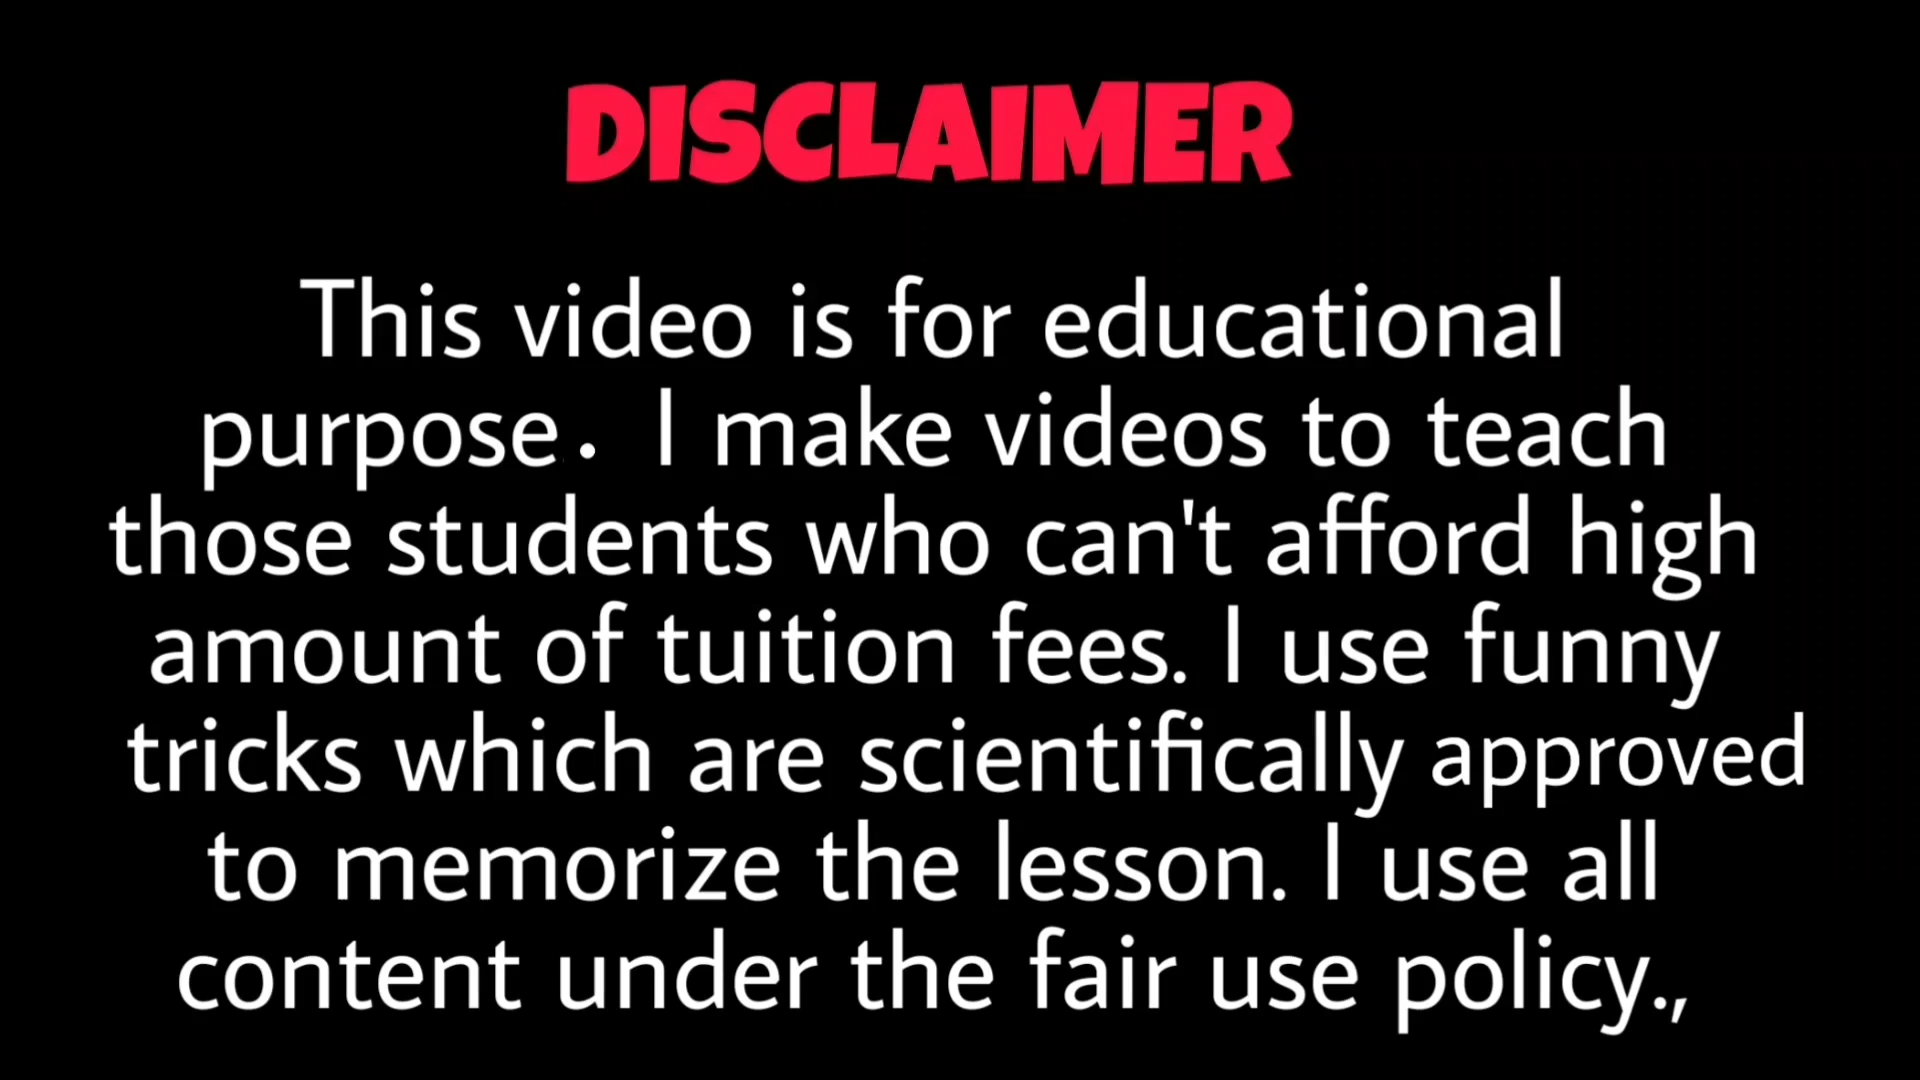 DISCLAIMER
This video is for educational
purpose. I make videos to teach
those students who can't afford high
amount of tuition fees. I use funny
tricks which are scientifically approved
to memorize the lesson. I use all
content under the fair use policy.,